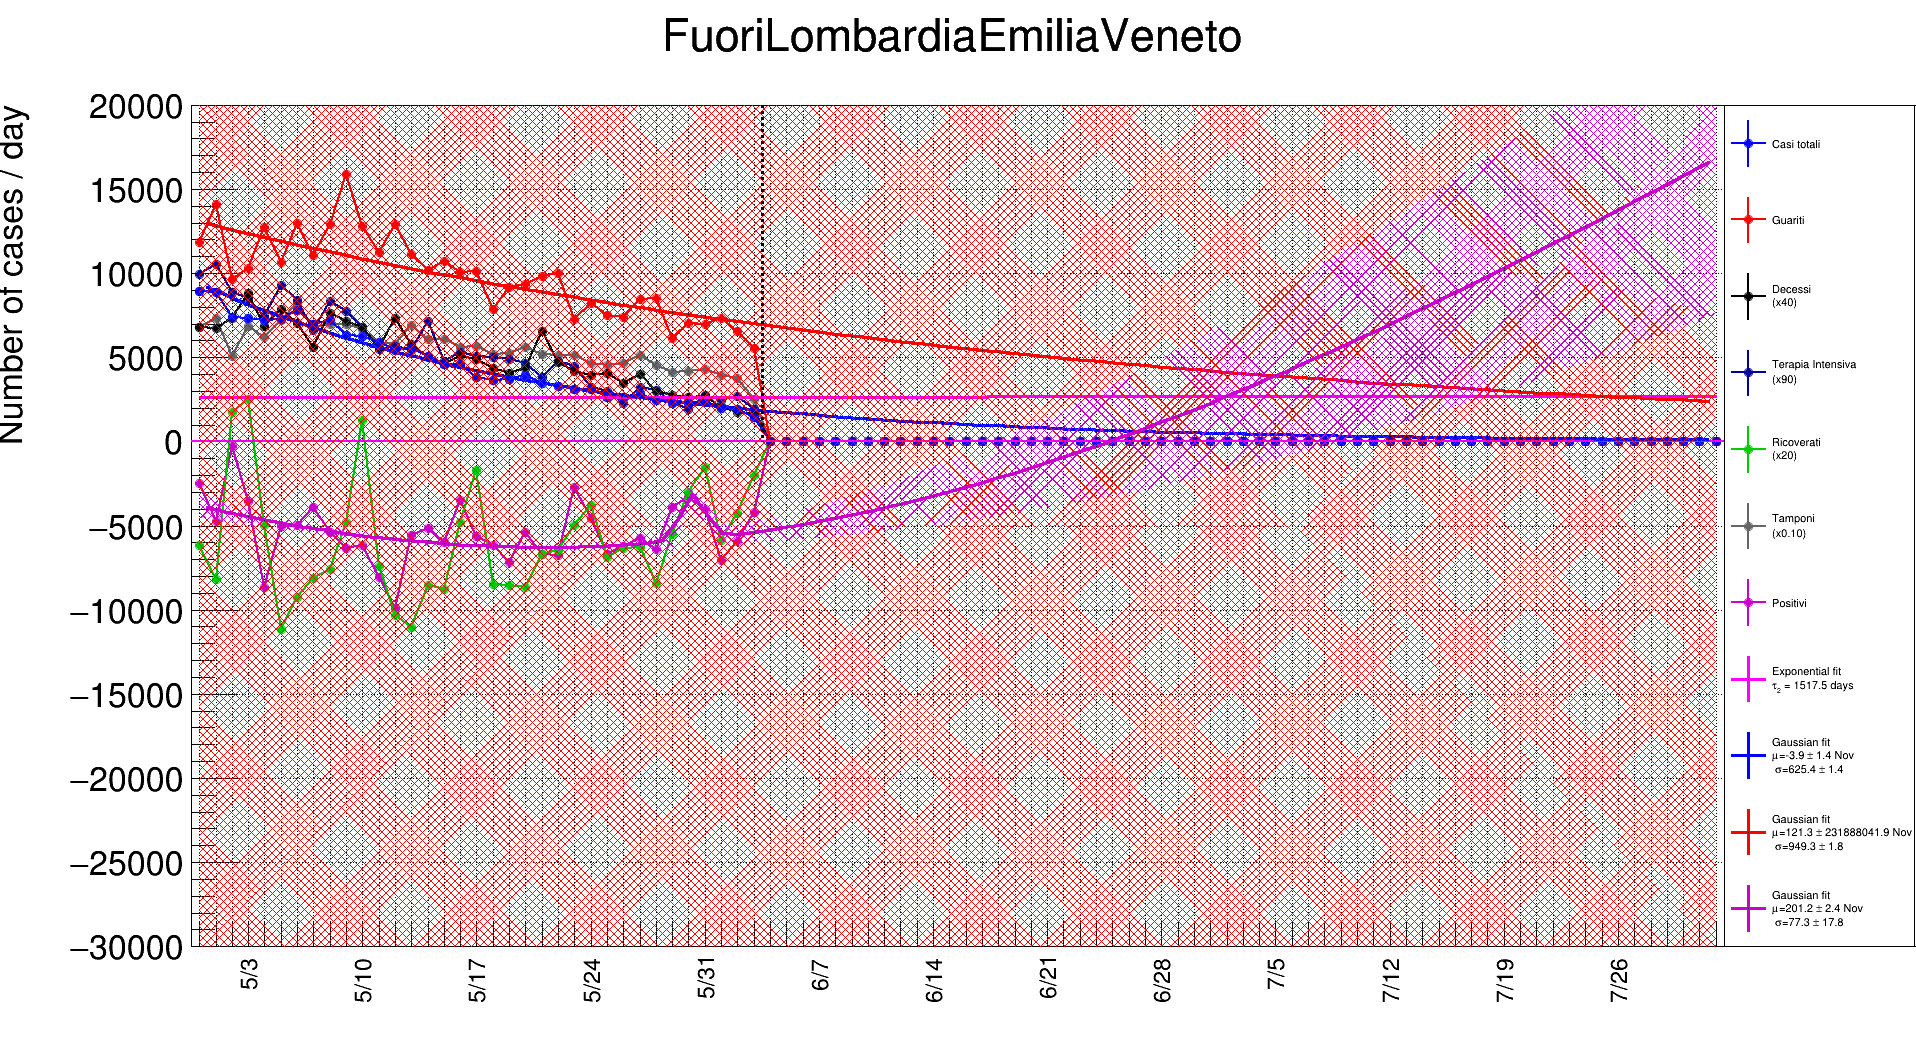 FuoriLombardiaEmiliaVeneto
Number of cases / day
20000
15000
10000
5000
0
−5000
−10000
−15000
−20000
−25000
−30000
5/3
5/10
5/17
5/24
5/31
6/7
6/14
6/21
6/28
7/5
7/12
7/19
7/26
Casi totali
Guariti
Decessi
(x40)
Terapia Intensiva
(x90)
Ricoverati
(x20)
Tamponi
(x0.10)
Positivi
Exponential fit
τ2 = 1517.5 days
Gaussian fit
μ=-3.9 ± 1.4 Nov
σ=625.4 ± 1.4
Gaussian fit
μ=121.3 ± 231888041.9 Nov
σ=949.3 ± 1.8
Gaussian fit
μ=201.2 ± 2.4 Nov
σ=77.3 ± 17.8